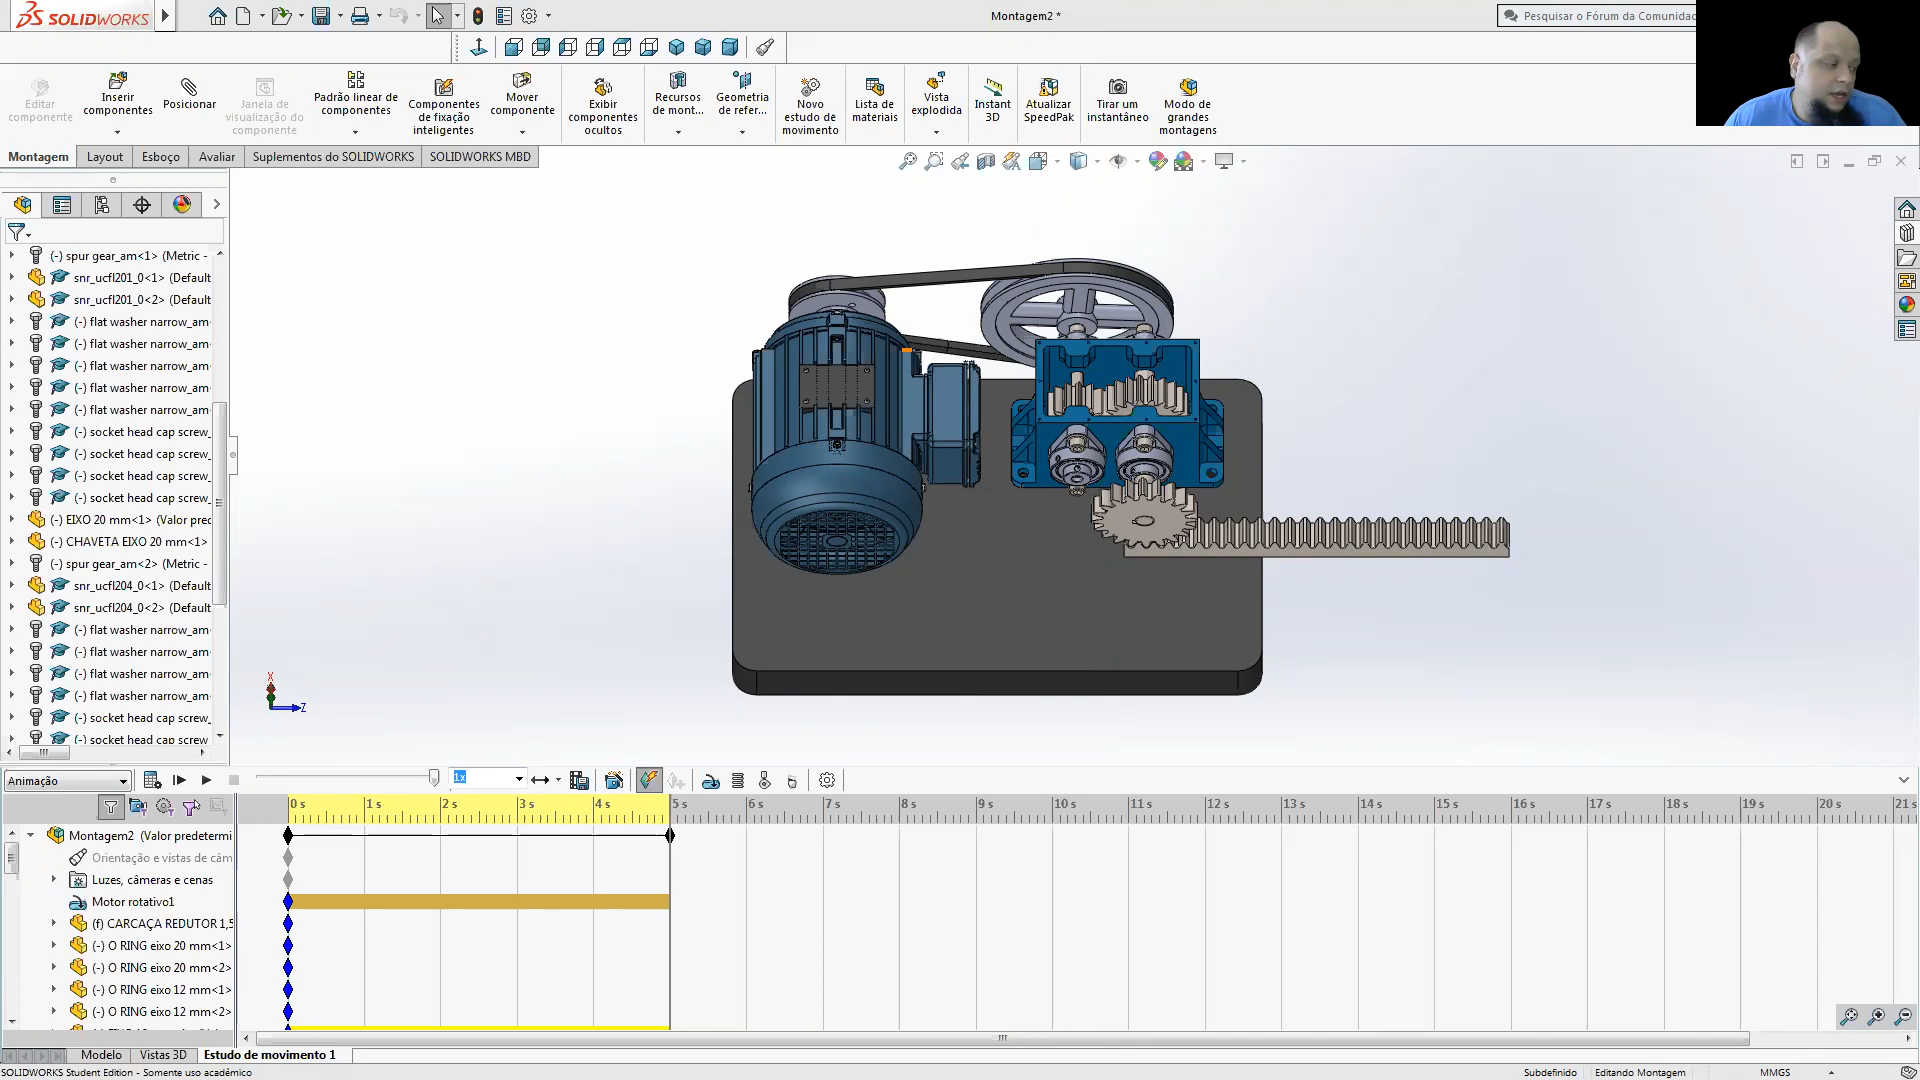 SOLIDWORKS
Montagem2 *
Pesquisar o Fórum da Comunidad
Editar componente
Inserir componentes
Posicionar
Janela de visualização do componente
Padrão linear de componentes
Componentes de fixação inteligentes
Mover componente
Exibir componentes ocultos
Recursos de mont...
Geometria de refer...
Novo estudo de movimento
Lista de materiais
Vista explodida
Instant 3D
Atualizar SpeedPak
Tirar um instantâneo
Modo de grandes montagens
Montagem
Layout
Esboço
Avaliar
Suplementos do SOLIDWORKS
SOLIDWORKS MBD
(-) spur gear_am<1> (Metric -
snr_ucfl201_0<1> (Default
snr_ucfl201_0<2> (Default
(-) flat washer narrow_am
(-) flat washer narrow_am
(-) flat washer narrow_am
(-) flat washer narrow_am
(-) flat washer narrow_am
(-) socket head cap screw_
(-) socket head cap screw_
(-) socket head cap screw_
(-) socket head cap screw_
(-) EIXO 20 mm<1> (Valor pred
(-) CHAVETA EIXO 20 mm<1>
(-) spur gear_am<2> (Metric -
snr_ucfl204_0<1> (Default
snr_ucfl204_0<2> (Default
(-) flat washer narrow_am
(-) flat washer narrow_am
(-) flat washer narrow_am
(-) flat washer narrow_am
(-) socket head cap screw_
(-) socket head cap screw
X
Z
Animação
1x
0 s 1 s 2 s 3 s 4 s 5 s 6 s 7 s 8 s 9 s 10 s 11 s 12 s 13 s 14 s 15 s 16 s 17 s 18 s 19 s 20 s 21 s
Montagem2 (Valor predetermi
Orientação e vistas de câm
Luzes, câmeras e cenas
Motor rotativo1
(f) CARCAÇA REDUTOR 1,5
(-) O RING eixo 20 mm<1>
(-) O RING eixo 20 mm<2>
(-) O RING eixo 12 mm<1>
(-) O RING eixo 12 mm<2>
Modelo
Vistas 3D
Estudo de movimento 1
SOLIDWORKS Student Edition - Somente uso acadêmico
Subdefinido
Editando Montagem
MMGS